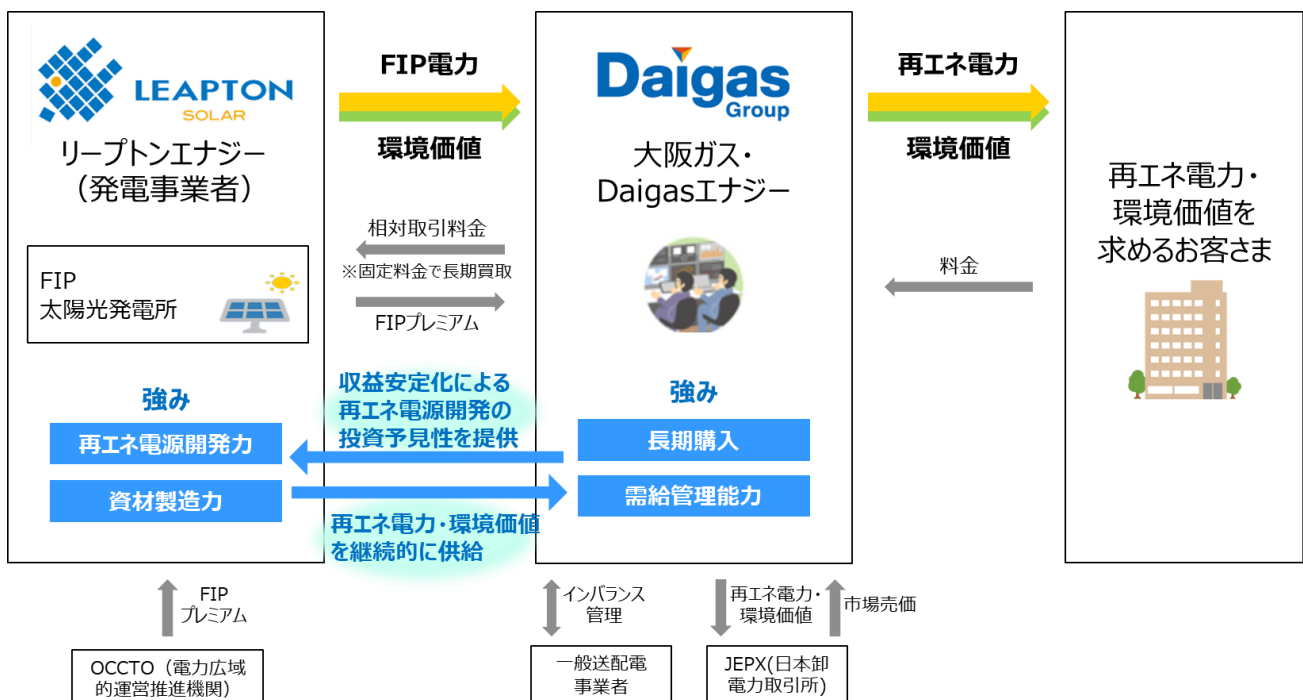 LEAPTON
SOLAR
リープトンエナジー
（発電事業者）
FIP
太陽光発電所
強み
再エネ電源開発力
資材製造力
FIP電力
環境価値
相対取引料金
※固定料金で長期買取
FIPプレミアム
収益安定化による
再エネ電源開発の
投資予見性を提供
再エネ電力・環境価値
を継続的に供給
Daigas
Group
大阪ガス・
Daigasエナジー
強み
長期購入
需給管理能力
再エネ電力
環境価値
料金
再エネ電力・
環境価値を
求めるお客さま
FIP
プレミアム
OCCTO（電力広域
的運営推進機関）
インバランス
管理
一般送配電
事業者
再エネ電力・
環境価値
市場売価
JEPX(日本卸
電力取引所)